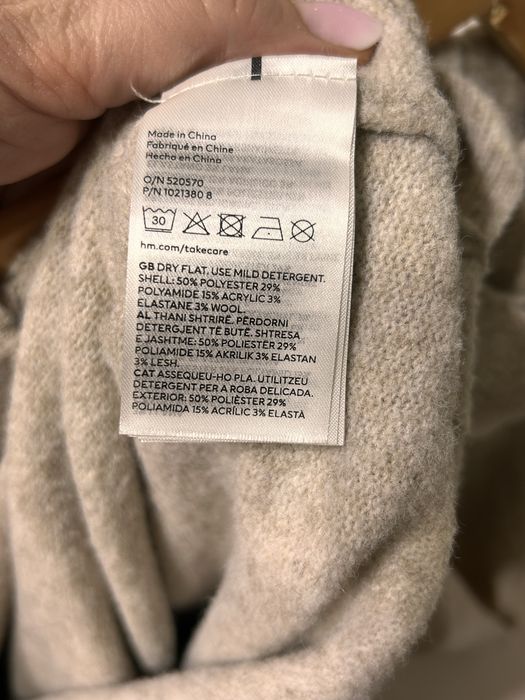 Made in China
Fabriqué en Chine
Hecho en China
O/N 520570
P/N 1021380 8
30
hm.com/takecare
GB DRY FLAT. USE MILD DETERGENT.
SHELL: 50% POLYESTER 29%
POLYAMIDE 15% ACRYLIC 3%
ELASTANE 3% WOOL.
AL THANI SHTRIRË. PËRDORNI
DETERGJENT TË BUTË. SHTRESA
E JASHTME: 50% POLIESTËR 29%
POLIAMIDE 15% AKRILIK 3% ELASTAN
3% LESH.
CAT ASSEQUEU-HO PLA. UTILITZEU
DETERGENT PER A ROBA DELICADA.
EXTERIOR: 50% POLIÈSTER 29%
POLIAMIDA 15% ACRÍLIC 3% ELASTÀ